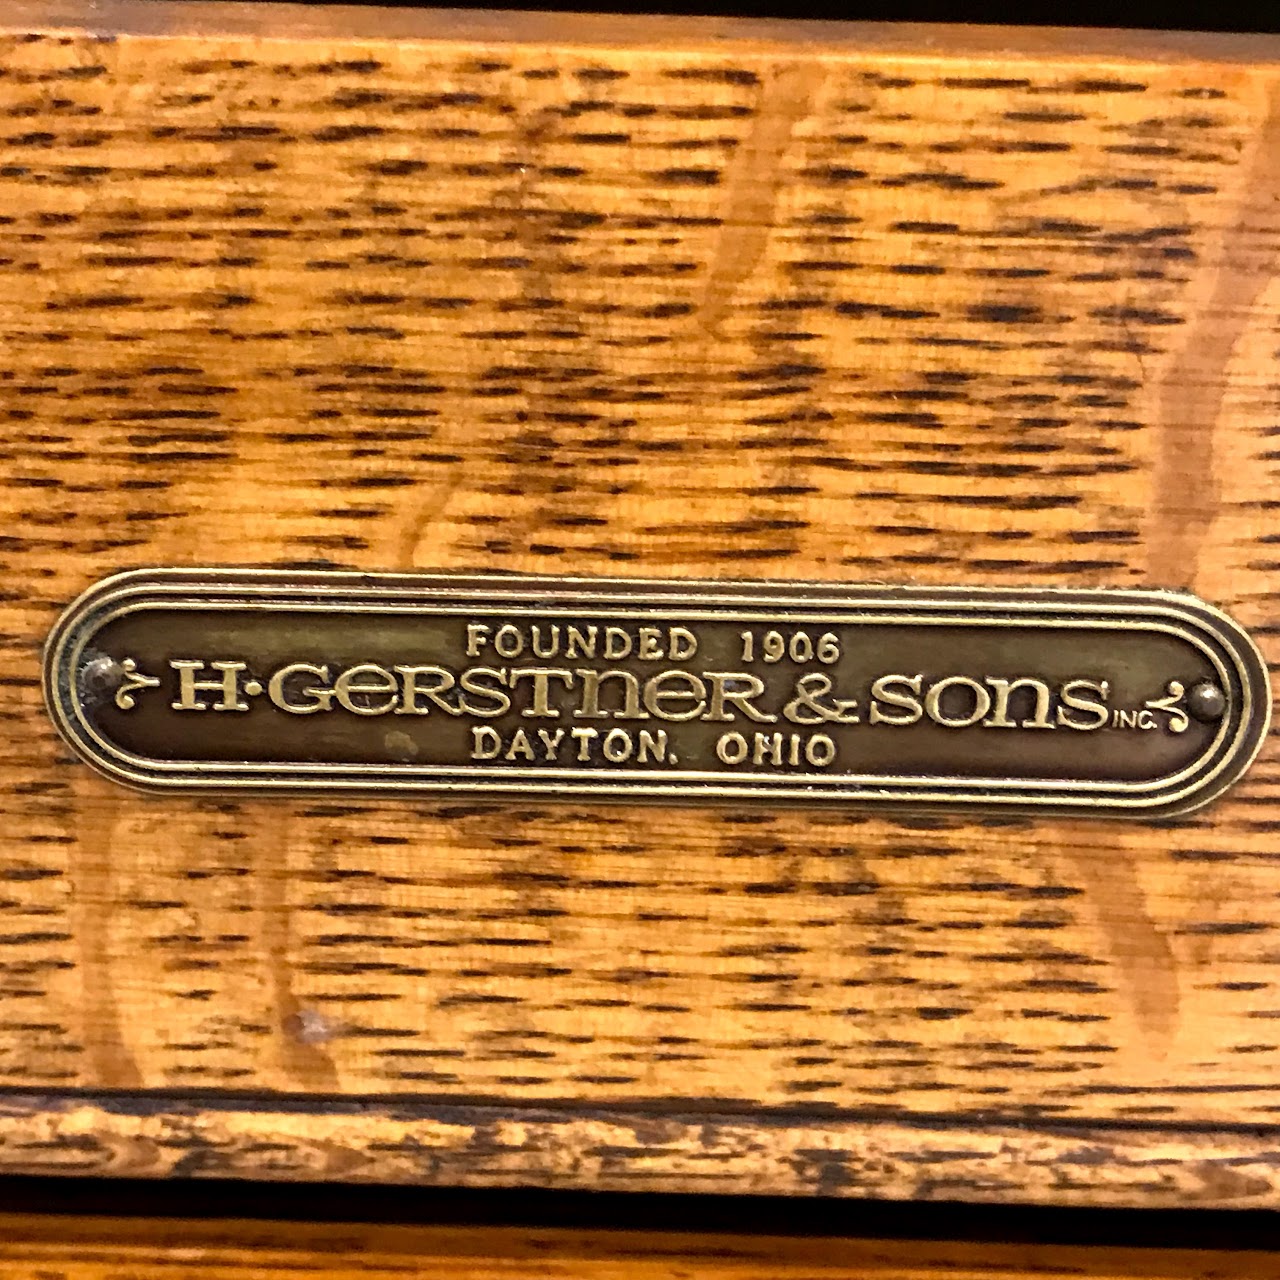 FOUNDED 1906
H·GERSTNER & SONS INC.
DAYTON, OHIO